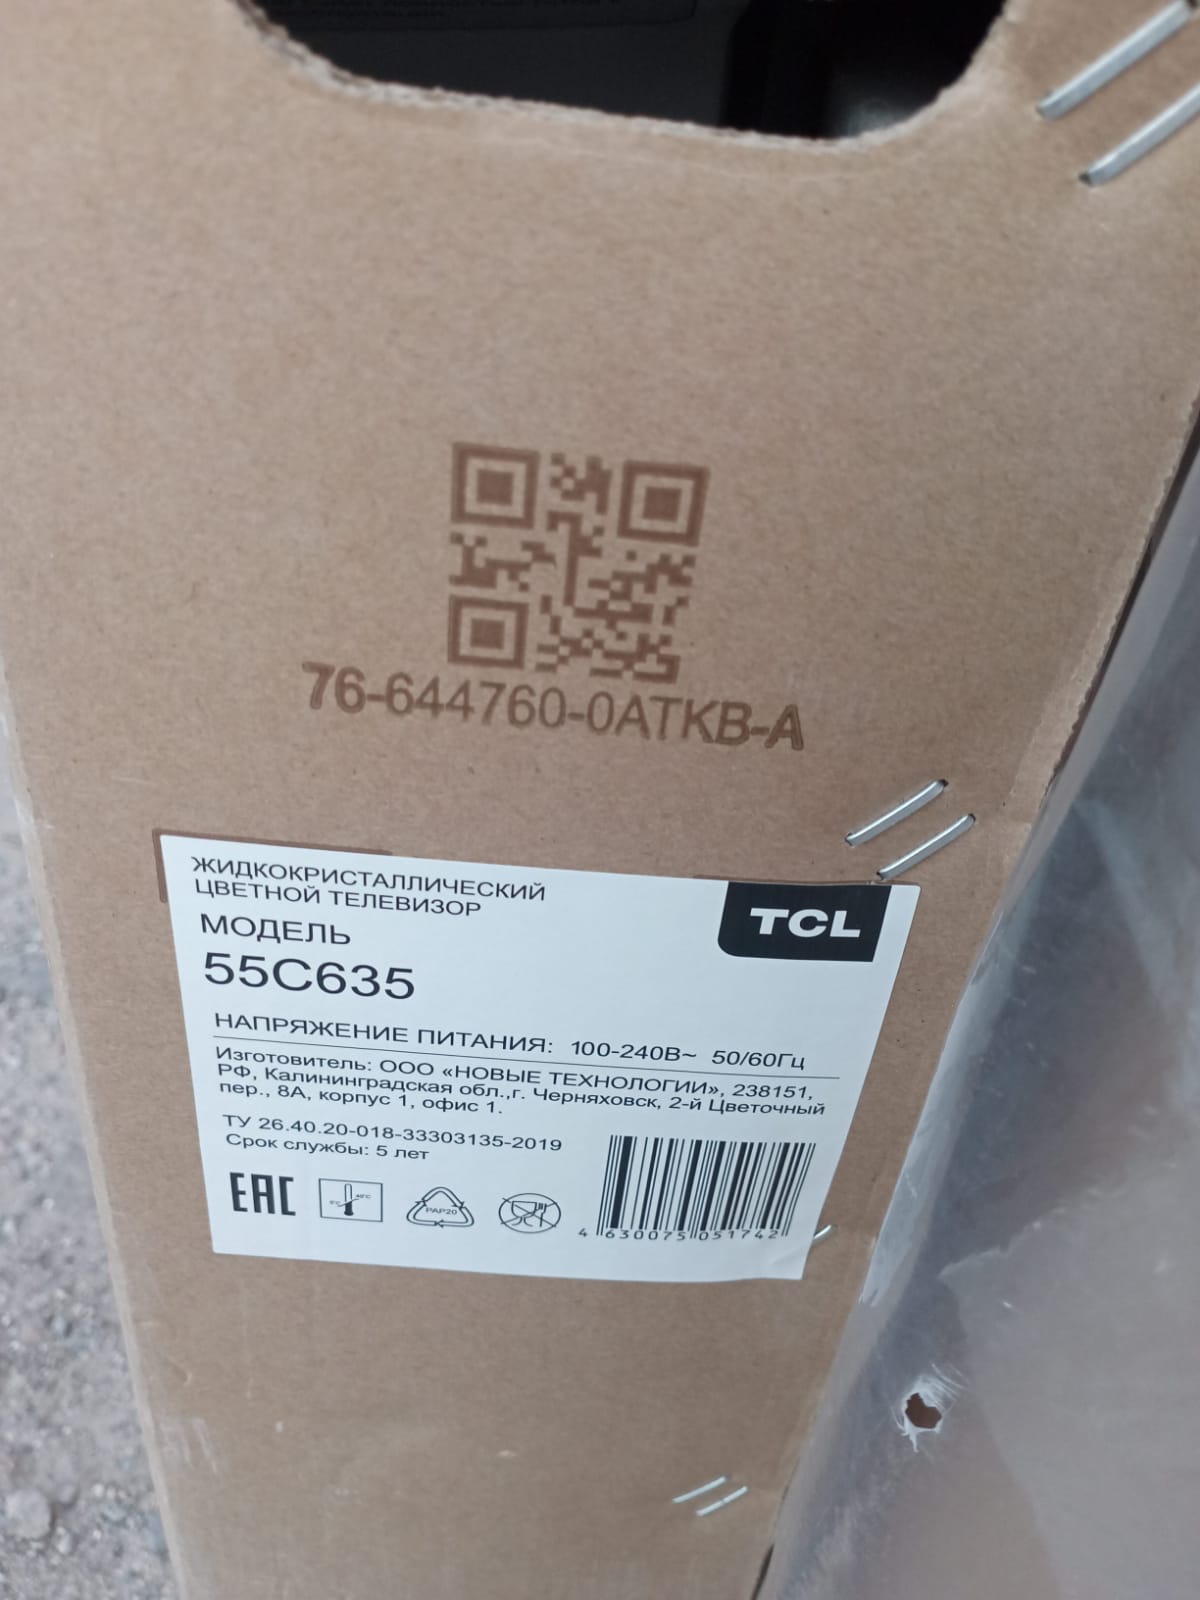 76-644760-0ATKB-A
ЖИДКОКРИСТАЛЛИЧЕСКИЙ
ЦВЕТНОЙ ТЕЛЕВИЗОР
TCL
МОДЕЛЬ
55C635
НАПРЯЖЕНИЕ ПИТАНИЯ: 100-240В~ 50/60Гц
Изготовитель: ООО «НОВЫЕ ТЕХНОЛОГИИ», 238151,
РФ, Калининградская обл.,г. Черняховск, 2-й Цветочный
пер., 8А, корпус 1, офис 1.
ТУ 26.40.20-018-33303135-2019
Срок службы: 5 лет
EAC
PAP20
4 630075 051742